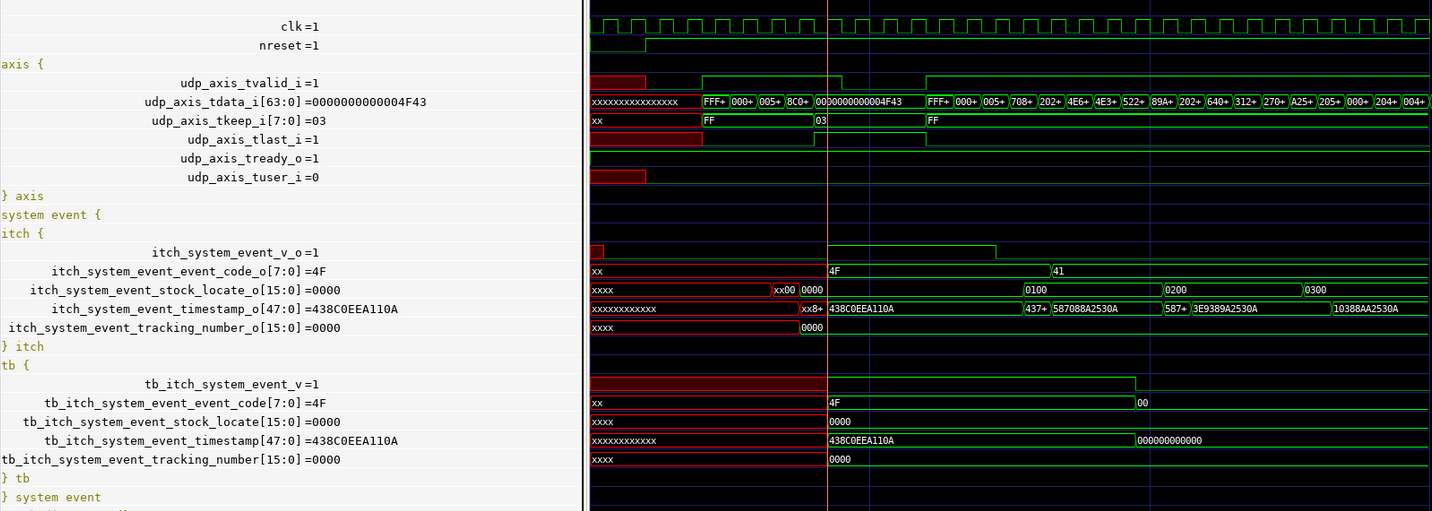 clk =1
nreset =1
axis {
udp_axis_tvalid_i =1
udp_axis_tdata_i[63:0] =0000000000004F43 xxxxxxxxxxxxxxxx FFF+ 000+ 005+ 8C0+ 0000000000004F43 FFF+ 000+ 005+ 708+ 202+ 4E6+ 4E3+ 522+ 89A+ 202+ 640+ 312+ 270+ A25+ 205+ 000+ 204+ 004+
udp_axis_tkeep_i[7:0] =03 xx FF 03 FF
udp_axis_tlast_i =1
udp_axis_tready_o =1
udp_axis_tuser_i =0
} axis
system event {
itch {
itch_system_event_v_o =1
itch_system_event_event_code_o[7:0] =4F xx 4F 41
itch_system_event_stock_locate_o[15:0] =0000 xxxx xx00 0000 0100 0200 0300
itch_system_event_timestamp_o[47:0] =438C0EEA110A xxxxxxxxxxxx xx8+ 438C0EEA110A 437+ 587088A2530A 587+ 3E9389A2530A 10388AA2530A
itch_system_event_tracking_number_o[15:0] =0000 xxxx 0000
} itch
tb {
tb_itch_system_event_v =1
tb_itch_system_event_event_code[7:0] =4F xx 4F 00
tb_itch_system_event_stock_locate[15:0] =0000 xxxx 0000
tb_itch_system_event_timestamp[47:0] =438C0EEA110A xxxxxxxxxxxx 438C0EEA110A 000000000000
tb_itch_system_event_tracking_number[15:0] =0000 xxxx 0000
} tb
} system event